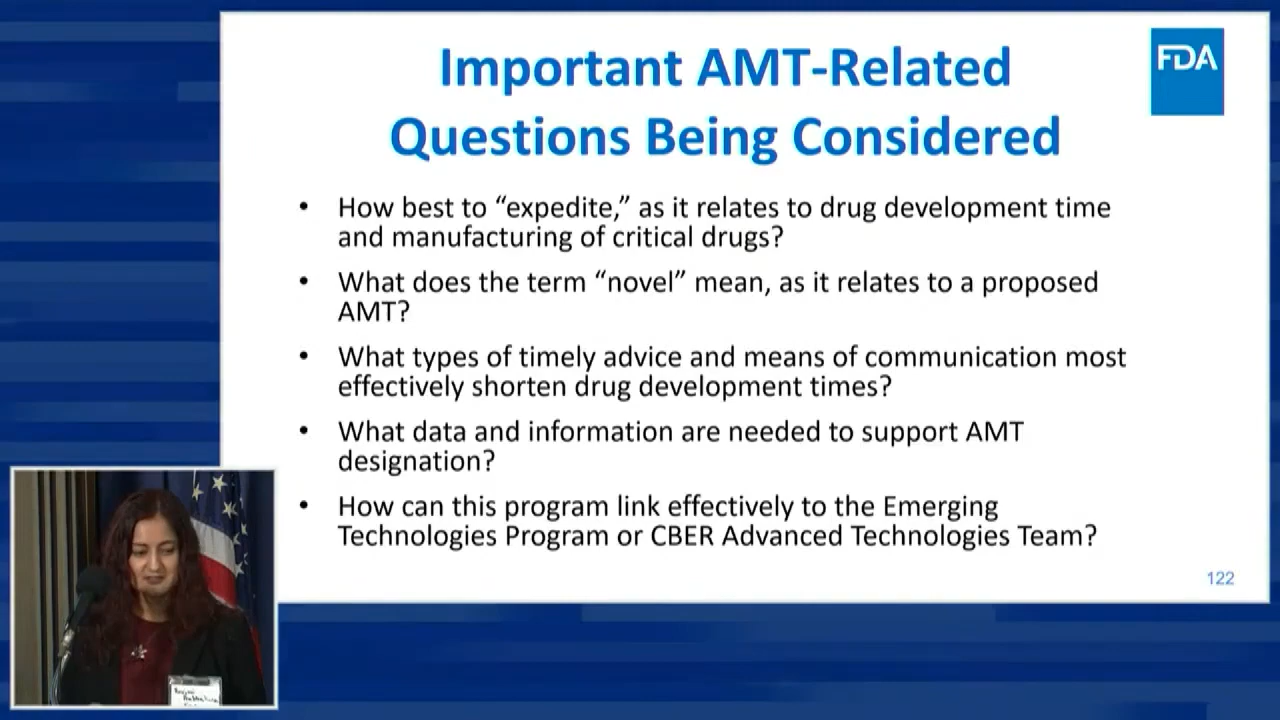 Important AMT-Related
Questions Being Considered
FDA
• How best to “expedite,” as it relates to drug development time
and manufacturing of critical drugs?
• What does the term “novel” mean, as it relates to a proposed
AMT?
• What types of timely advice and means of communication most
effectively shorten drug development times?
• What data and information are needed to support AMT
designation?
• How can this program link effectively to the Emerging
Technologies Program or CBER Advanced Technologies Team?
122